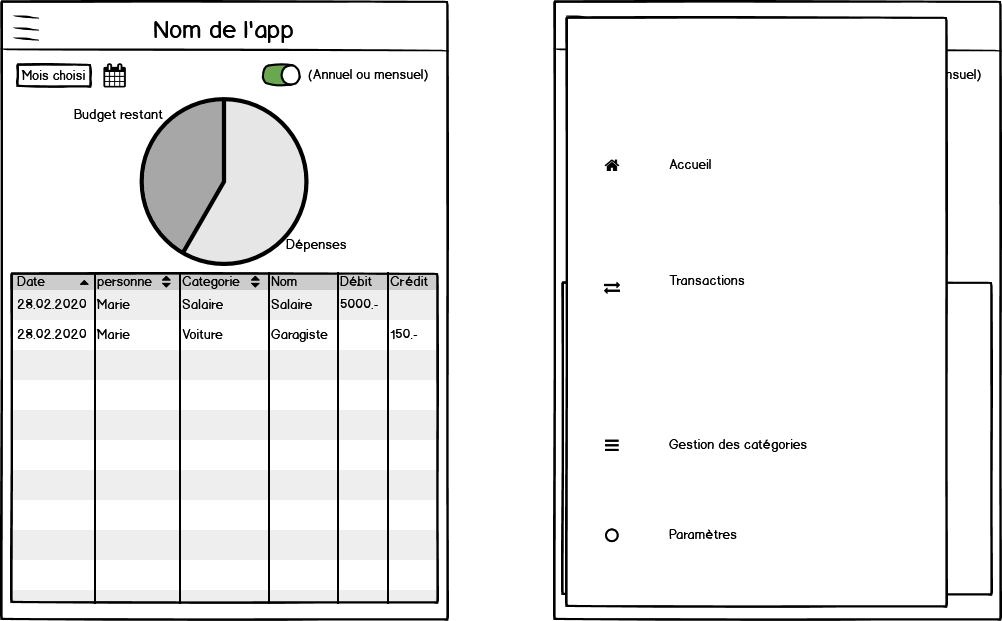 Nom de l'app
Mois choisi
(Annuel ou mensuel)
Budget restant
Dépenses
Date personne Categorie Nom Débit Crédit
28.02.2020 Marie Salaire Salaire 5000.-
28.02.2020 Marie Voiture Garagiste 150.-
nsuel)
Accueil
Transactions
Gestion des catégories
Paramètres